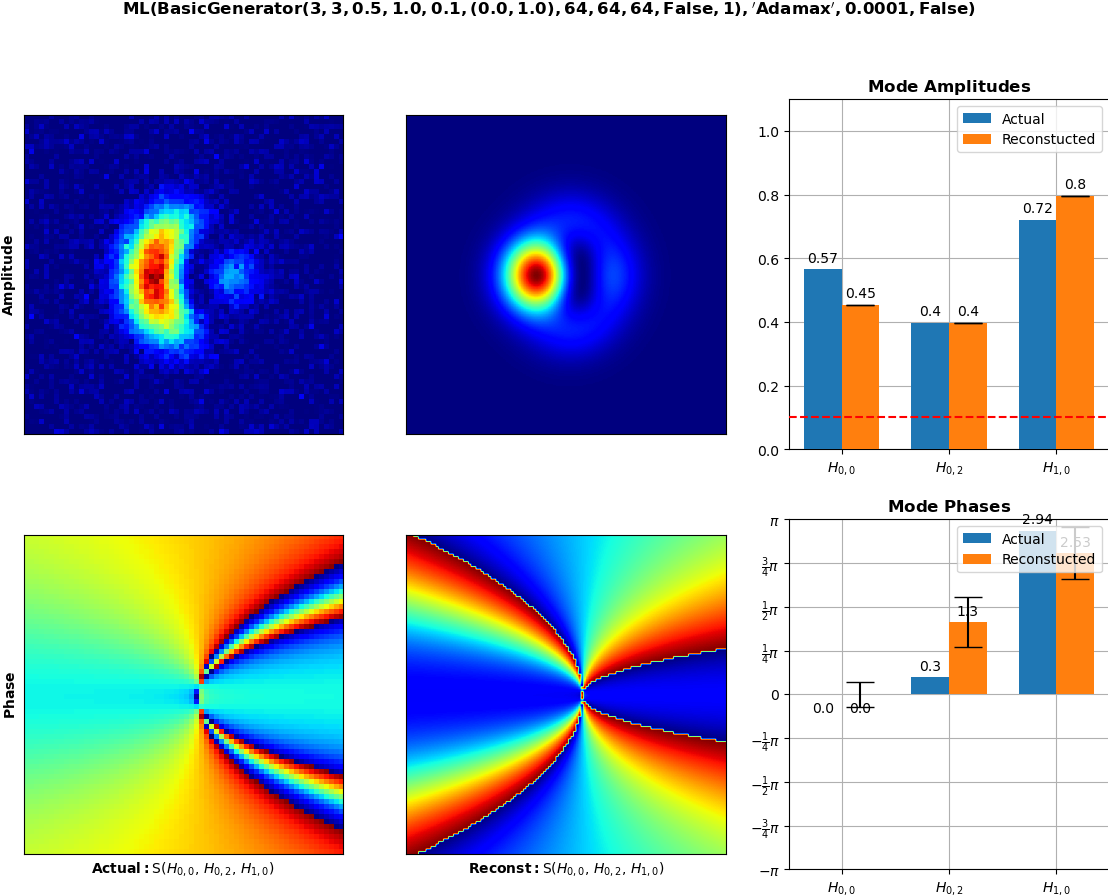 ML(BasicGenerator(3, 3, 0.5, 1.0, 0.1, (0.0, 1.0), 64, 64, 64, False, 1), ′Adamax′, 0.0001, False)
Amplitude
Mode Amplitudes
Actual
Reconstucted
1.0
0.8
0.6
0.4
0.2
0.0
0.57
0.45
0.4
0.4
0.72
0.8
H0,0
H0,2
H1,0
Phase
Actual: S(H0,0, H0,2, H1,0)
Reconst: S(H0,0, H0,2, H1,0)
Mode Phases
Actual
Reconstucted
π
3/4π
1/2π
1/4π
0
−1/4π
−1/2π
−3/4π
−π
0.0
0.0
0.3
1.3
2.94
2.53
H0,0
H0,2
H1,0